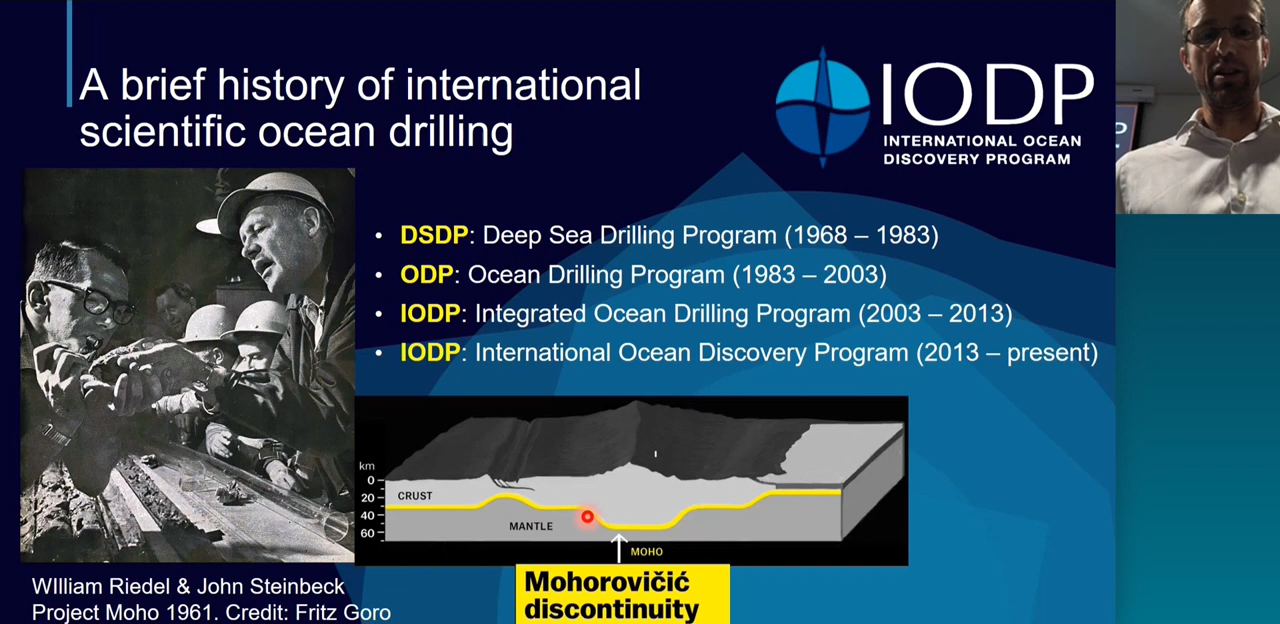 A brief history of international
scientific ocean drilling
IODP
INTERNATIONAL OCEAN
DISCOVERY PROGRAM
• DSDP: Deep Sea Drilling Program (1968 – 1983)
• ODP: Ocean Drilling Program (1983 – 2003)
• IODP: Integrated Ocean Drilling Program (2003 – 2013)
• IODP: International Ocean Discovery Program (2013 – present)
km
0
20
40
60
CRUST
MANTLE
MOHO
Mohorovičić
discontinuity
WIlliam Riedel & John Steinbeck
Project Moho 1961. Credit: Fritz Goro